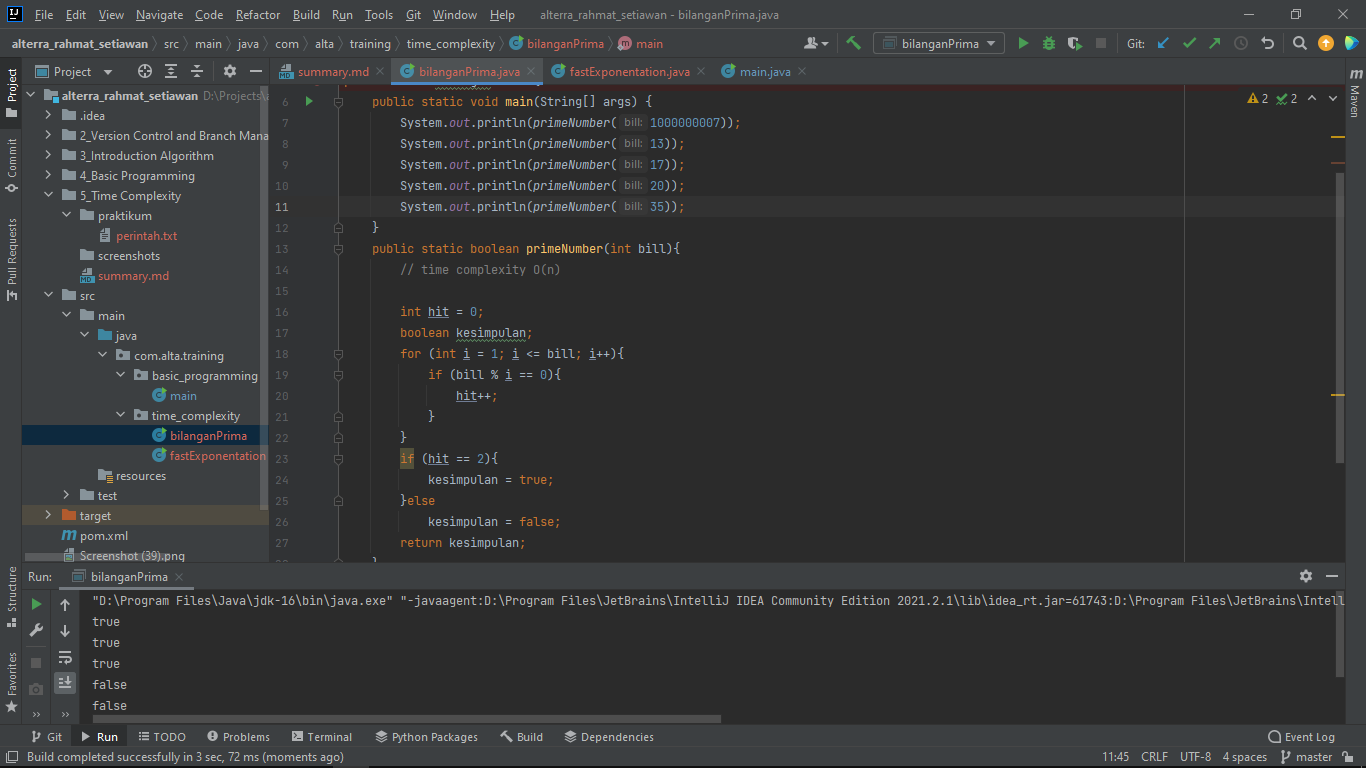 File Edit View Navigate Code Refactor Build Run Tools Git Window Help alterra_rahmat_setiawan - bilanganPrima.java
alterra_rahmat_setiawan src main java com alta training time_complexity bilanganPrima main bilanganPrima Git:
Project summary.md bilanganPrima.java fastExponentation.java main.java
Project
Commit
Pull Requests
Structure
Favorites
Maven
alterra_rahmat_setiawan D:\Projects\i
.idea
2_Version Control and Branch Mana
3_Introduction Algorithm
4_Basic Programming
5_Time Complexity
praktikum
perintah.txt
screenshots
summary.md
src
main
java
com.alta.training
basic_programming
main
time_complexity
bilanganPrima
fastExponentation
resources
test
target
pom.xml
Screenshot (39).png
2 2
6 public static void main(String[] args) {
7 System.out.println(primeNumber( bill: 1000000007));
8 System.out.println(primeNumber( bill: 13));
9 System.out.println(primeNumber( bill: 17));
10 System.out.println(primeNumber( bill: 20));
11 System.out.println(primeNumber( bill: 35));
12 }
13 public static boolean primeNumber(int bill){
14 // time complexity O(n)
15
16 int hit = 0;
17 boolean kesimpulan;
18 for (int i = 1; i <= bill; i++){
19 if (bill % i == 0){
20 hit++;
21 }
22 }
23 if (hit == 2){
24 kesimpulan = true;
25 }else
26 kesimpulan = false;
27 return kesimpulan;
Run: bilanganPrima
"D:\Program Files\Java\jdk-16\bin\java.exe" "-javaagent:D:\Program Files\JetBrains\IntelliJ IDEA Community Edition 2021.2.1\lib\idea_rt.jar=61743:D:\Program Files\JetBrains\Intell
true
true
true
false
false
Git Run TODO Problems Terminal Python Packages Build Dependencies Event Log
Build completed successfully in 3 sec, 72 ms (moments ago) 11:45 CRLF UTF-8 4 spaces master